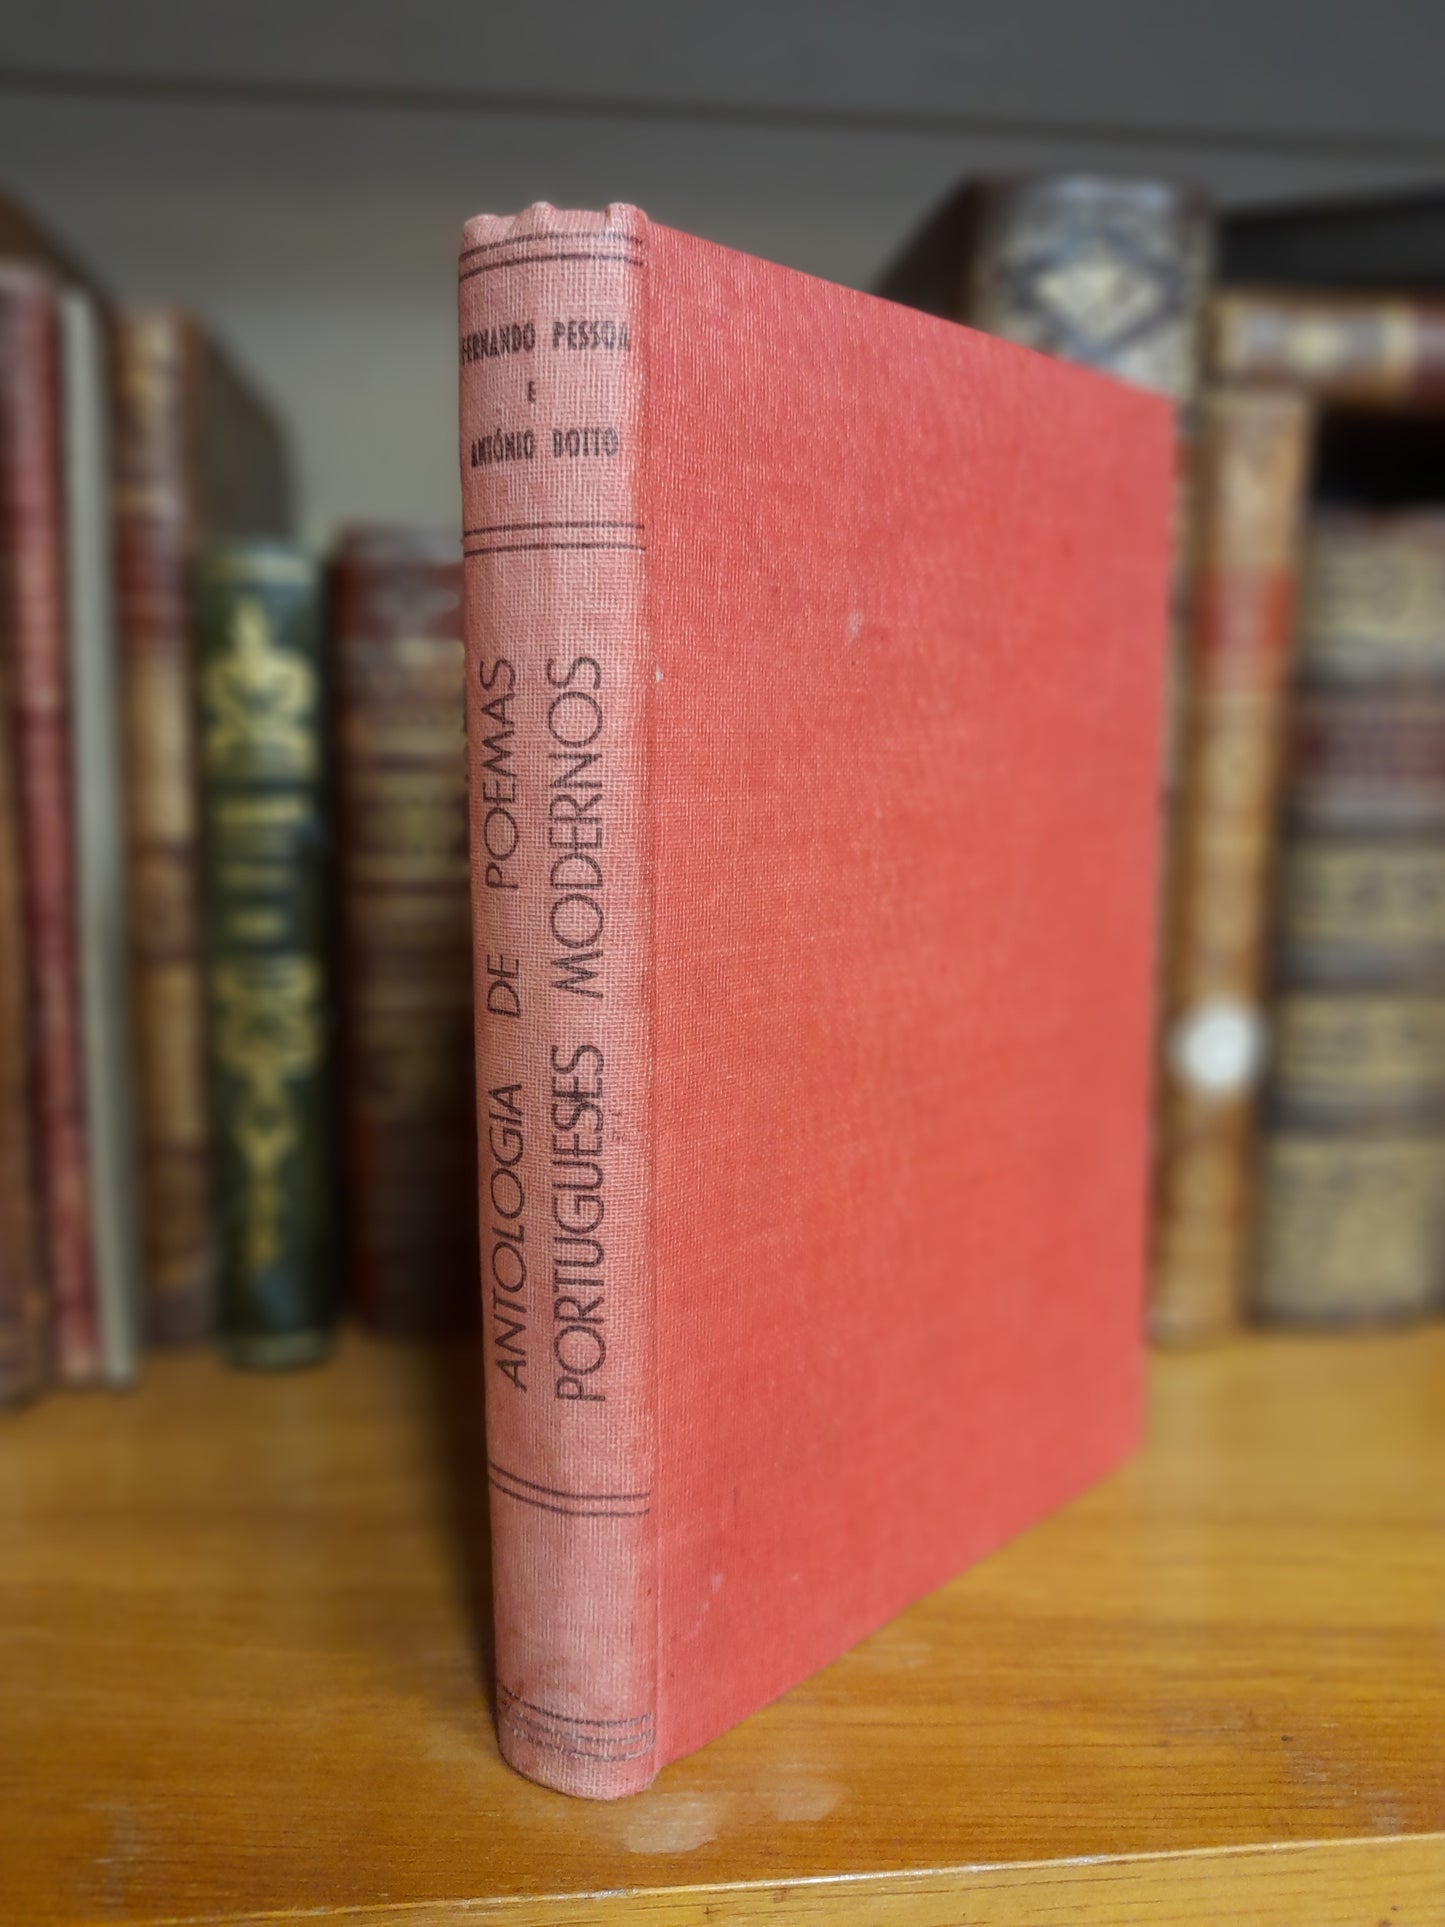 FERNANDO PESSOA
E
ANTÓNIO BOTTO
ANTOLOGIA DE POEMAS
PORTUGUESES MODERNOS